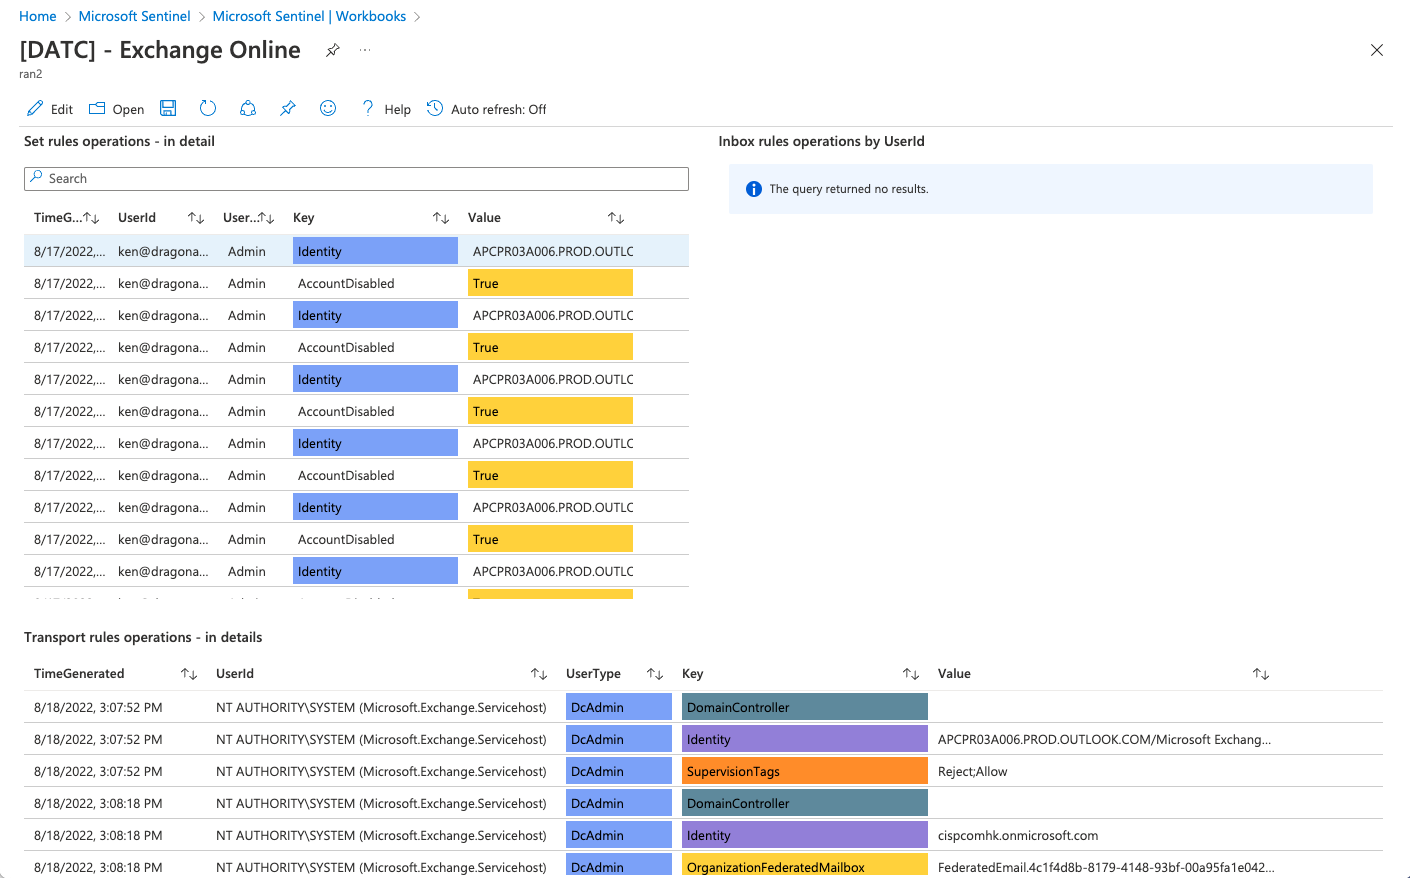 Home > Microsoft Sentinel > Microsoft Sentinel | Workbooks >
[DATC] - Exchange Online ...
ran2
Edit Open ? Help Auto refresh: Off
Set rules operations - in detail
Search
TimeG...↑↓ UserId ↑↓ User...↑↓ Key ↑↓ Value ↑↓
8/17/2022,... ken@dragona... Admin Identity APCPR03A006.PROD.OUTLC
8/17/2022,... ken@dragona... Admin AccountDisabled True
8/17/2022,... ken@dragona... Admin Identity APCPR03A006.PROD.OUTLC
8/17/2022,... ken@dragona... Admin AccountDisabled True
8/17/2022,... ken@dragona... Admin Identity APCPR03A006.PROD.OUTLC
8/17/2022,... ken@dragona... Admin AccountDisabled True
8/17/2022,... ken@dragona... Admin Identity APCPR03A006.PROD.OUTLC
8/17/2022,... ken@dragona... Admin AccountDisabled True
8/17/2022,... ken@dragona... Admin Identity APCPR03A006.PROD.OUTLC
8/17/2022,... ken@dragona... Admin AccountDisabled True
8/17/2022,... ken@dragona... Admin Identity APCPR03A006.PROD.OUTLC
Inbox rules operations by UserId
The query returned no results.
Transport rules operations - in details
TimeGenerated ↑↓ UserId ↑↓ UserType ↑↓ Key ↑↓ Value ↑↓
8/18/2022, 3:07:52 PM NT AUTHORITY\SYSTEM (Microsoft.Exchange.Servicehost) DcAdmin DomainController
8/18/2022, 3:07:52 PM NT AUTHORITY\SYSTEM (Microsoft.Exchange.Servicehost) DcAdmin Identity APCPR03A006.PROD.OUTLOOK.COM/Microsoft Exchang...
8/18/2022, 3:07:52 PM NT AUTHORITY\SYSTEM (Microsoft.Exchange.Servicehost) DcAdmin SupervisionTags Reject;Allow
8/18/2022, 3:08:18 PM NT AUTHORITY\SYSTEM (Microsoft.Exchange.Servicehost) DcAdmin DomainController
8/18/2022, 3:08:18 PM NT AUTHORITY\SYSTEM (Microsoft.Exchange.Servicehost) DcAdmin Identity cispcomhk.onmicrosoft.com
8/18/2022, 3:08:18 PM NT AUTHORITY\SYSTEM (Microsoft.Exchange.Servicehost) DcAdmin OrganizationFederatedMailbox FederatedEmail.4c1f4d8b-8179-4148-93bf-00a95fa1e042...